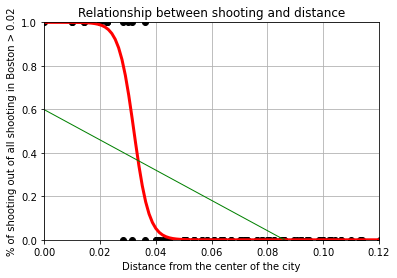 Relationship between shooting and distance
% of shooting out of all shooting in Boston > 0.02
1.0
0.8
0.6
0.4
0.2
0.0
0.00 0.02 0.04 0.06 0.08 0.10 0.12
Distance from the center of the city